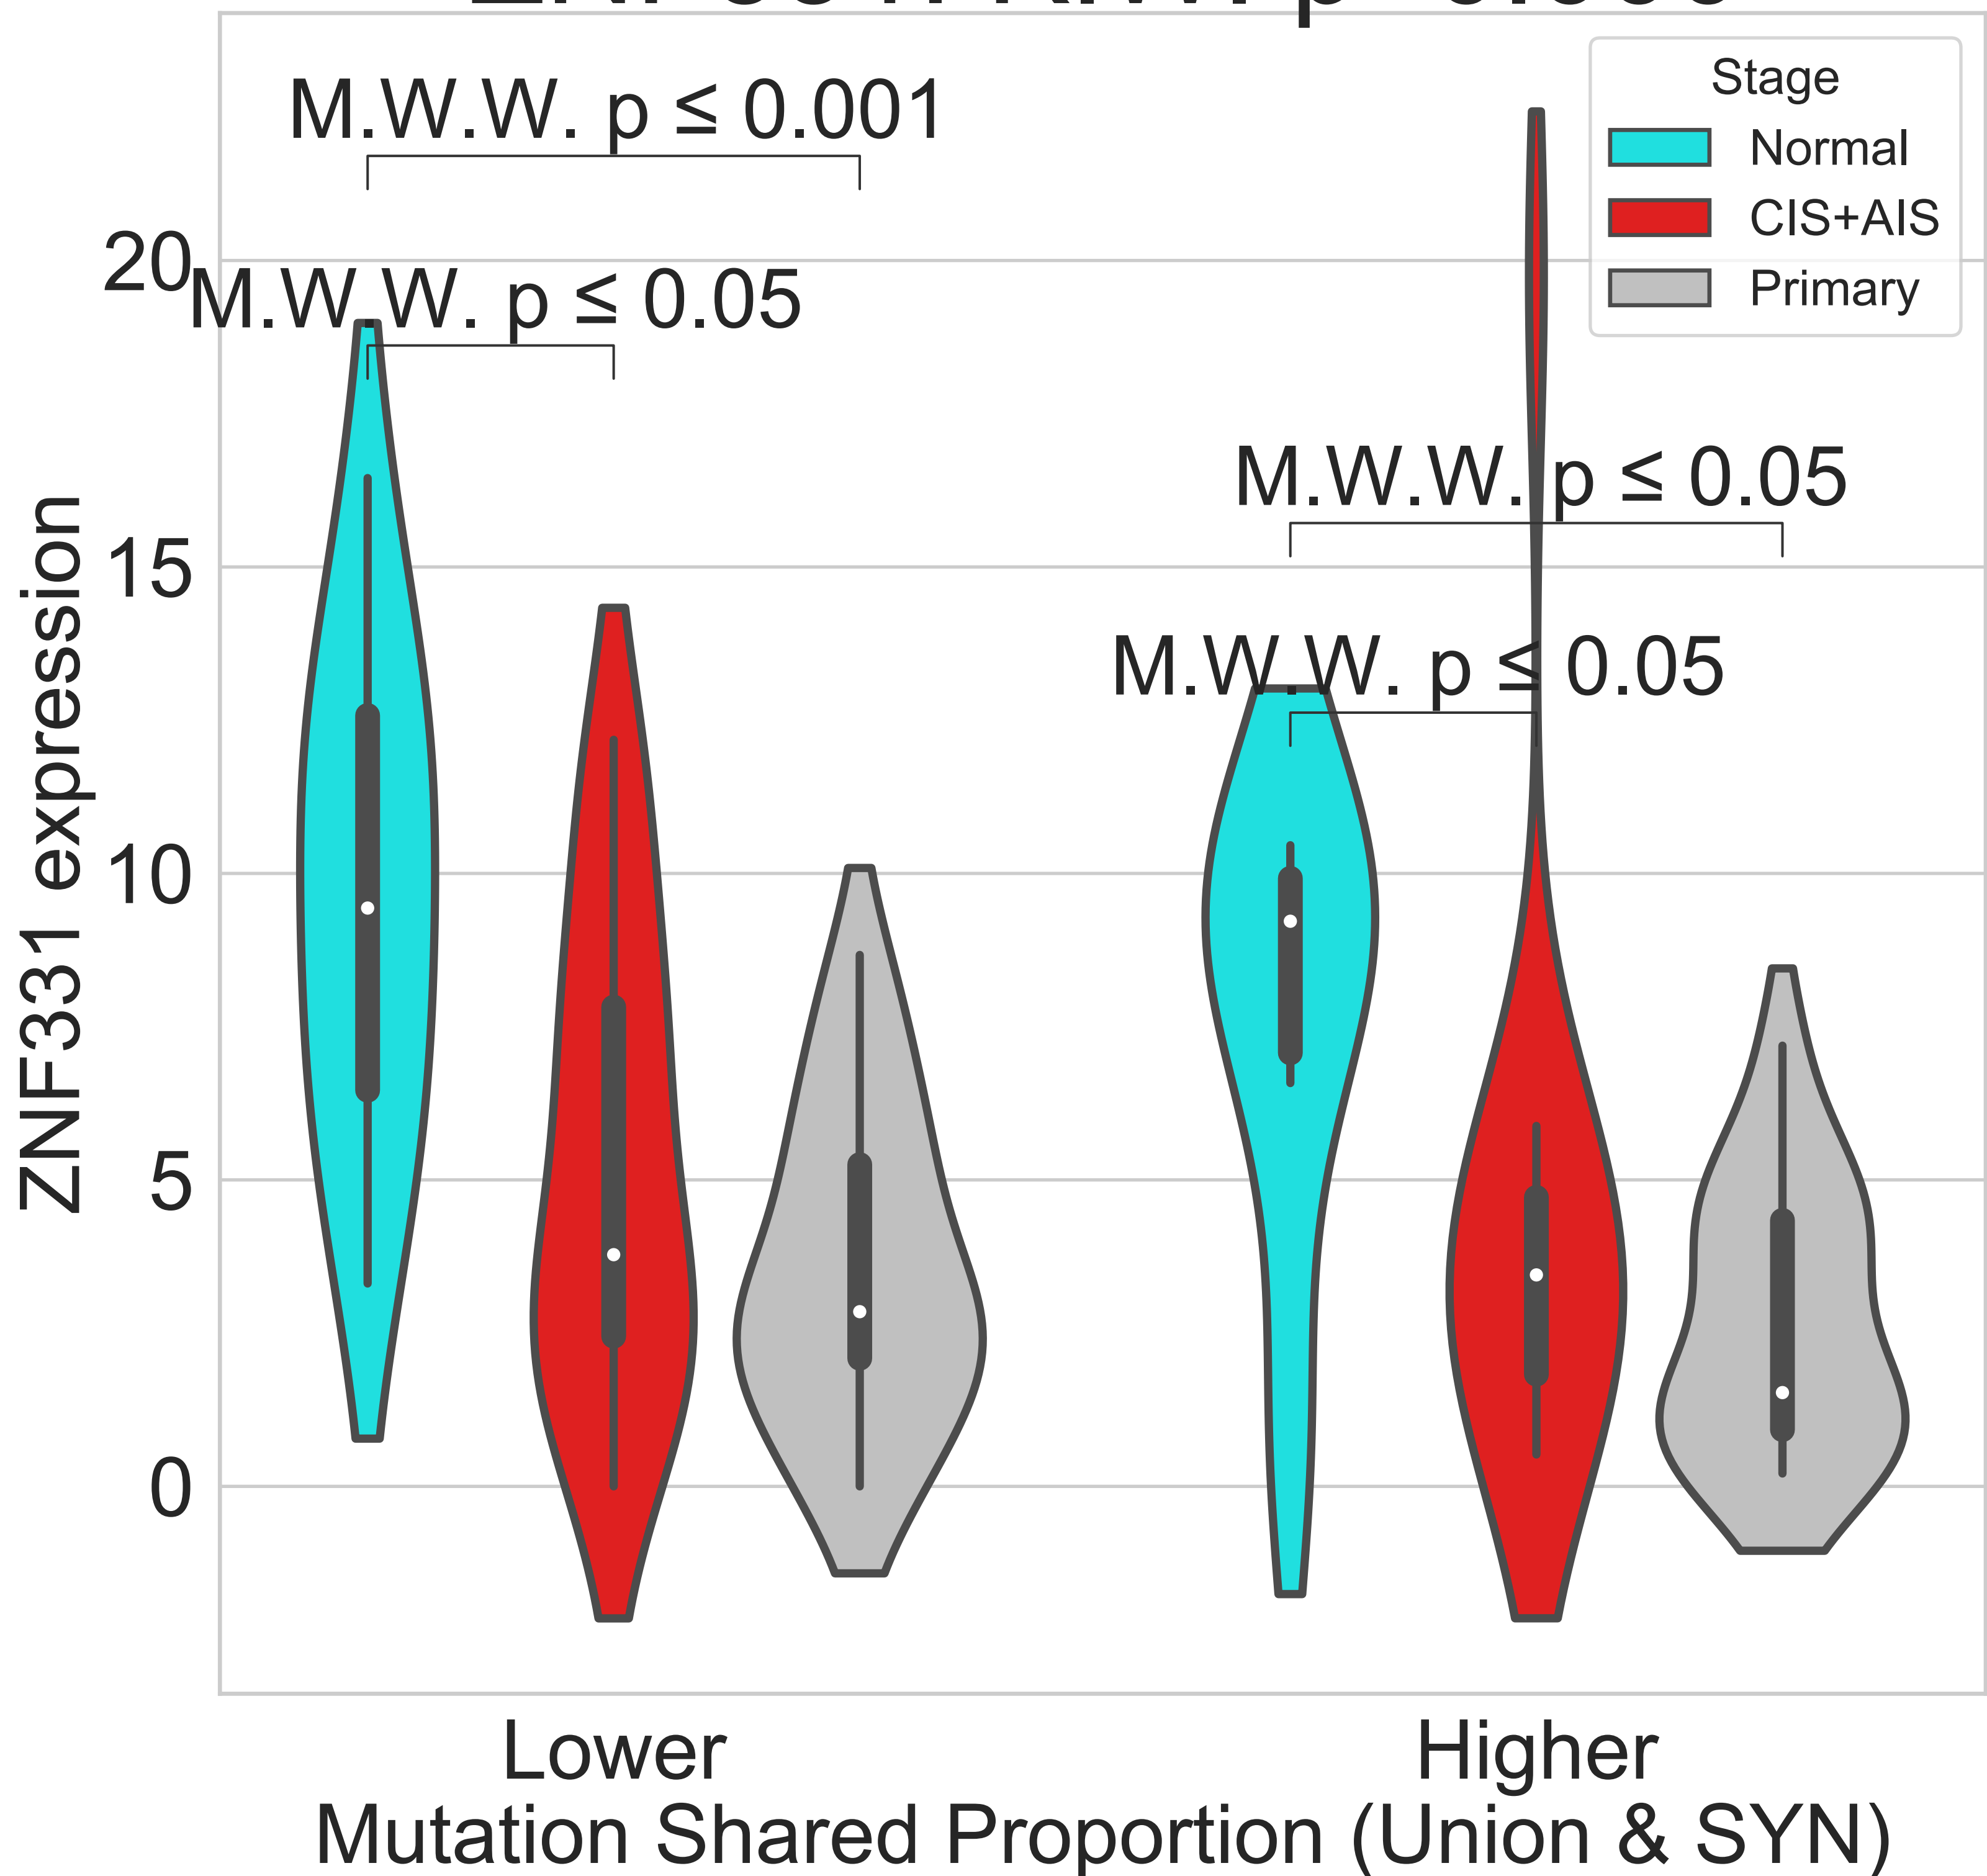 Stage
Normal
CIS+AIS
Primary
M.W.W. p ≤ 0.001
M.W.W. p ≤ 0.05
M.W.W. p ≤ 0.05
M.W.W. p ≤ 0.05
ZNF331 expression
20
15
10
5
0
Lower
Higher
Mutation Shared Proportion (Union & SYN)